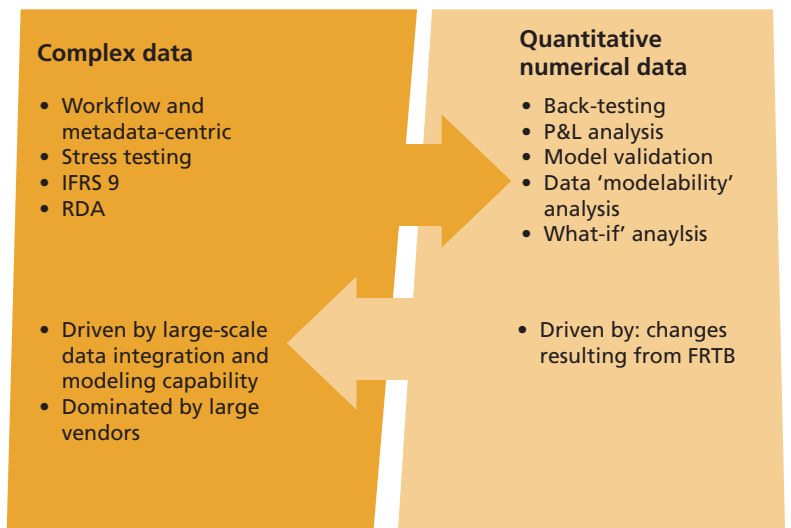 Complex data
• Workflow and
metadata-centric
• Stress testing
• IFRS 9
• RDA
• Driven by large-scale
data integration and
modeling capability
• Dominated by large
vendors
Quantitative
numerical data
• Back-testing
• P&L analysis
• Model validation
• Data ‘modelability’
analysis
• What-if’ anaylsis
• Driven by: changes
resulting from FRTB